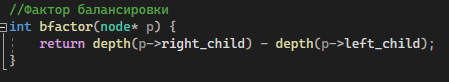 //Фактор балансировки
int bfactor(node* p) {
    return depth(p->right_child) - depth(p->left_child);
}